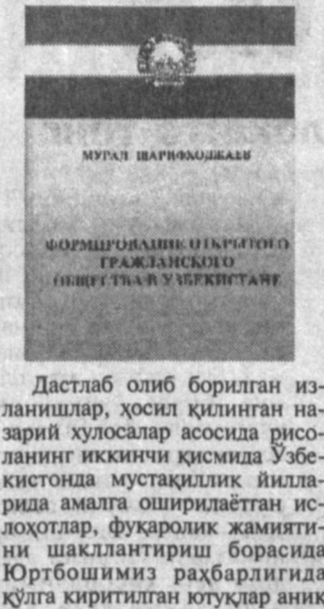 МУРАД ШАРИФХОДЖАЕВ
ФОРМИРОВАНИЕ ОТКРЫТОГО
ГРАЖДАНСКОГО
ОБЩЕСТВА В УЗБЕКИСТАНЕ
Дастлаб олиб борилган из-
ланишлар, ҳосил қилинган на-
зарий хулосалар асосида рисо-
ланинг иккинчи қисмида Ўзбе-
кистонда мустақиллик йилла-
рида амалга оширилаётган ис-
лоҳотлар, фуқаролик жамияти-
ни шакллантириш борасида
Юртбошимиз раҳбарлигида
қўлга киритилган ютуқлар аниқ